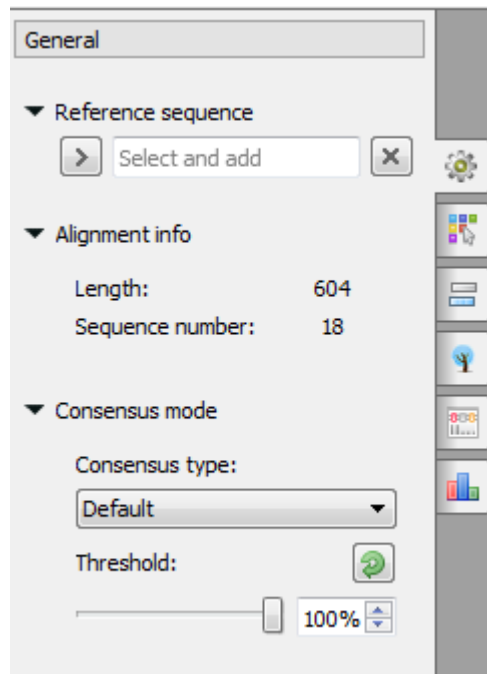 General
Reference sequence
Select and add
Alignment info
Length: 604
Sequence number: 18
Consensus mode
Consensus type:
Default
Threshold:
100%